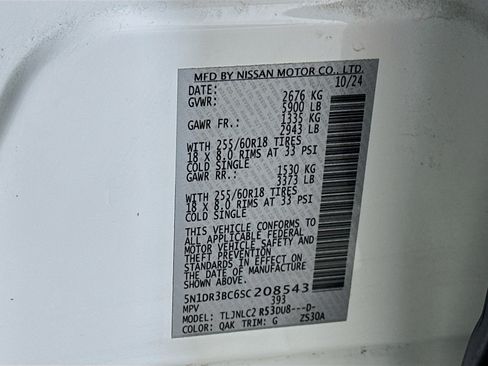 MFD BY NISSAN MOTOR CO., LTD.
DATE: 10/24
GVWR: 2676 KG
5900 LB
GAWR FR.: 1335 KG
2943 LB
WITH 255/60R18 TIRES
18 X 8.0 RIMS AT 33 PSI
COLD SINGLE
GAWR RR.: 1530 KG
3373 LB
WITH 255/60R18 TIRES
18 X 8.0 RIMS AT 33 PSI
COLD SINGLE
THIS VEHICLE CONFORMS TO
ALL APPLICABLE FEDERAL
MOTOR VEHICLE SAFETY AND
THEFT PREVENTION
STANDARDS IN EFFECT ON
THE DATE OF MANUFACTURE
SHOWN ABOVE.
5N1DR3BC6SC208543
MPV 393
MODEL: TLJNLC2 R53DU8---D-
COLOR: QAK TRIM: G ZS30A